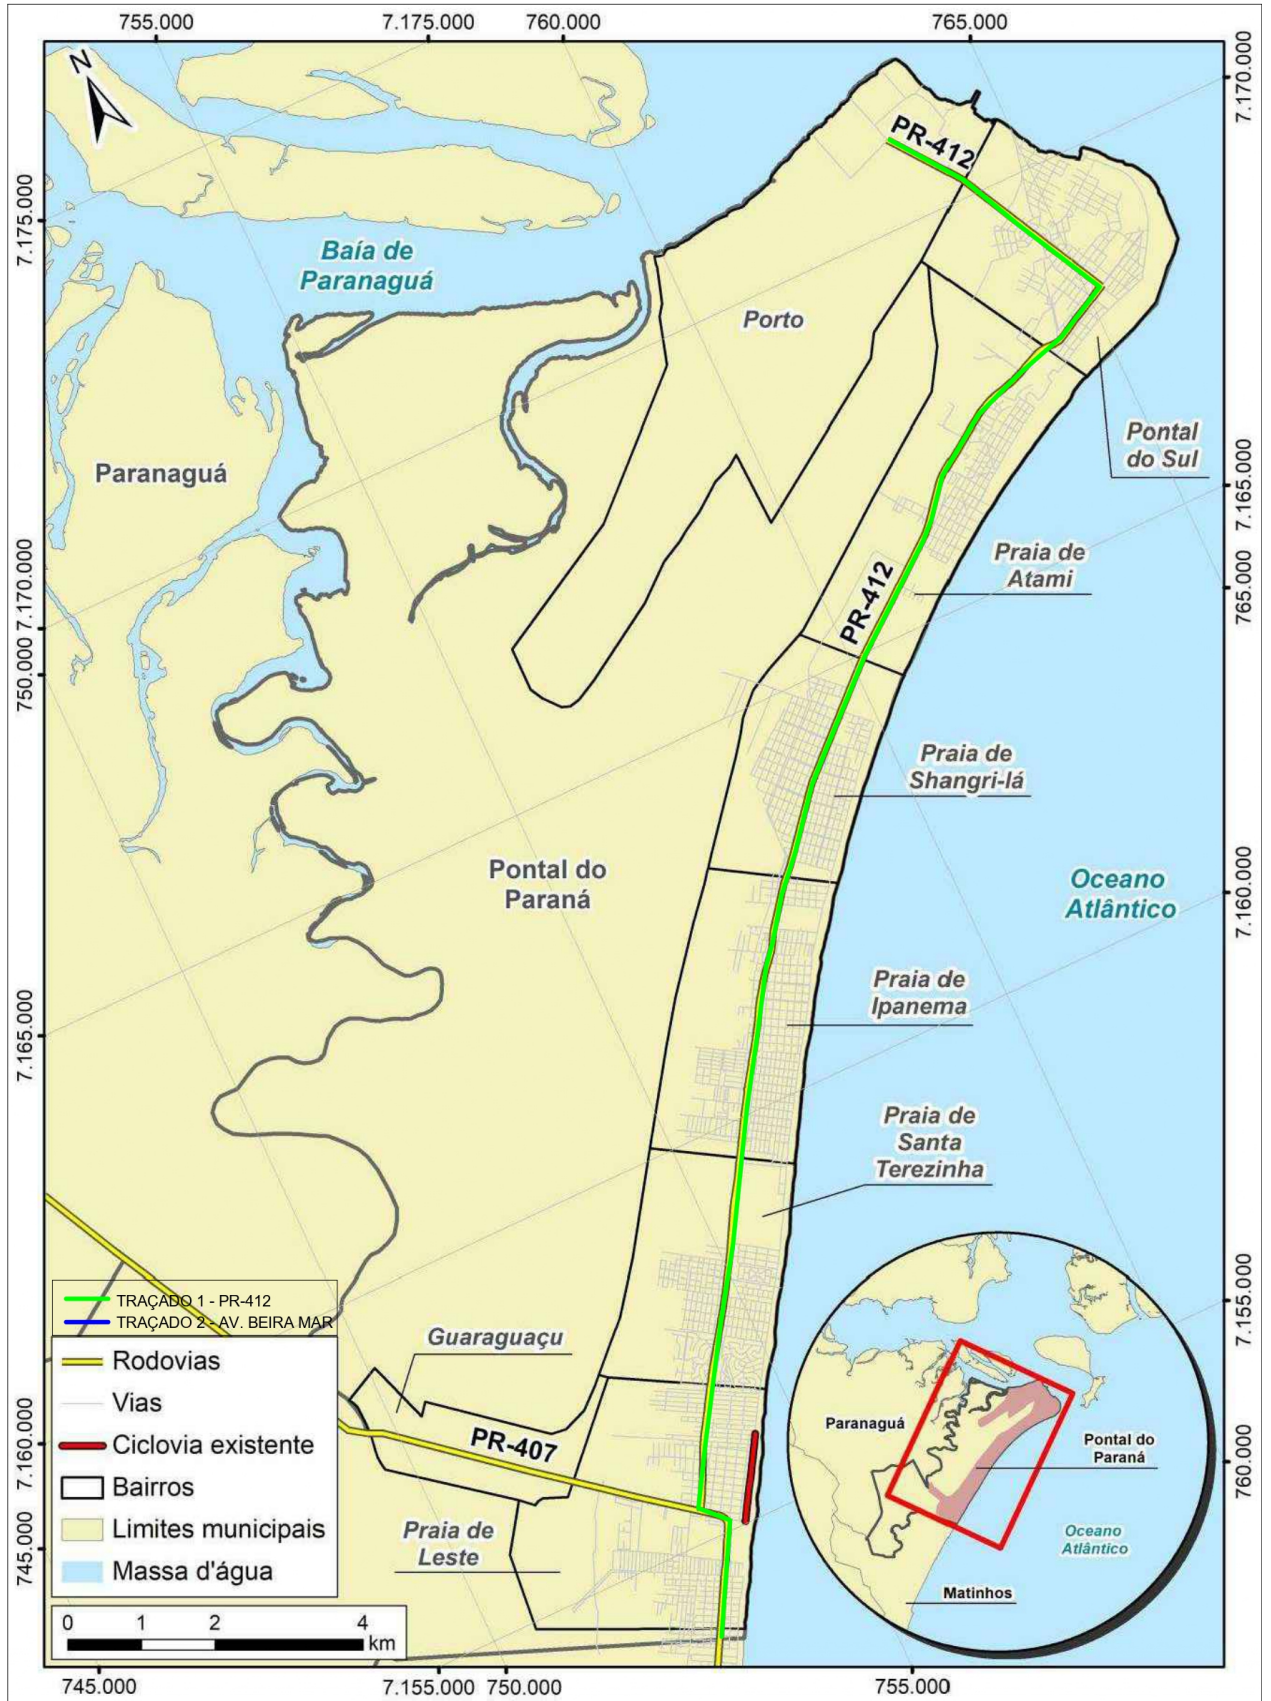 755.000
7.175.000
760.000
765.000
N
7.170.000
PR-412
7.175.000
Baía de
Paranaguá
Porto
Pontal
do Sul
Paranaguá
7.165.000
Praia de
Atami
PR-412
765.000
7.170.000
750.000
Praia de
Shangri-lá
Pontal do
Paraná
Oceano
Atlântico
7.160.000
Praia de
Ipanema
7.165.000
Praia de
Santa
Terezinha
7.155.000
TRAÇADO 1 - PR-412
TRAÇADO 2 - AV. BEIRA MAR
Guaraguaçu
Rodovias
Vias
Ciclovia existente
Bairros
Limites municipais
Massa d'água
PR-407
Praia de
Leste
7.160.000
745.000
760.000
Paranaguá
Pontal do
Paraná
Oceano
Atlântico
Matinhos
0 1 2 4
km
745.000
7.155.000
750.000
755.000